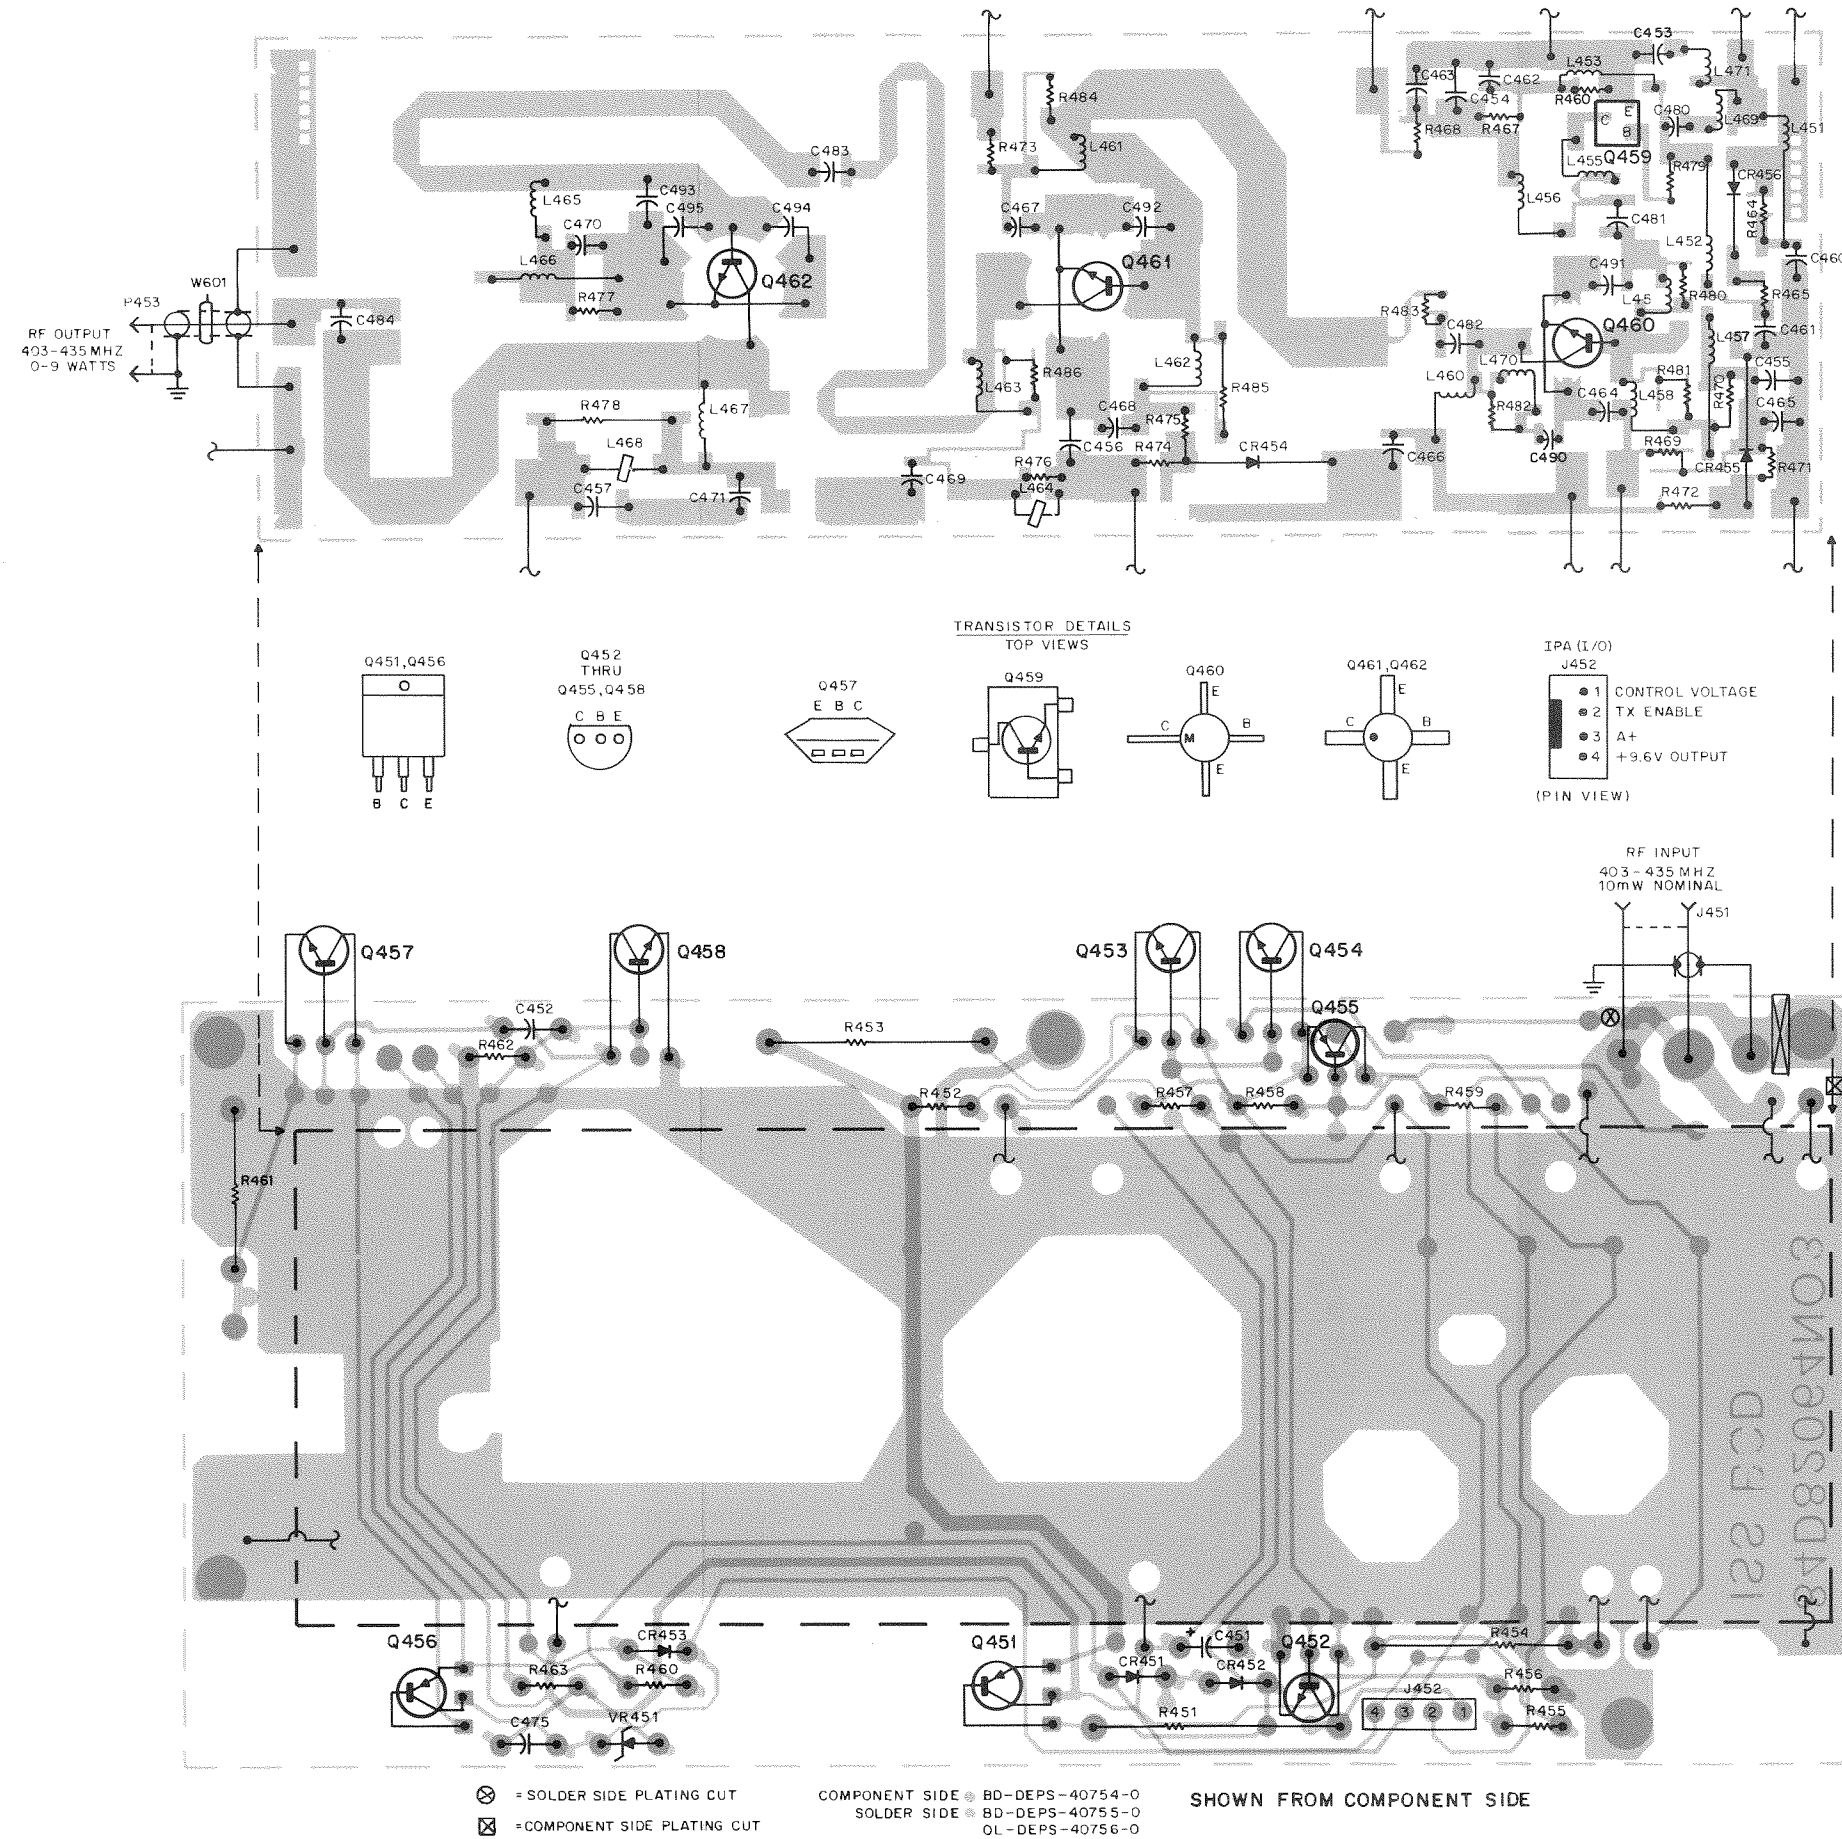 C453
L453
L471
C463
C462
R484
C454
R460
C
E
B
C480
L469
L451
R468
R467
R473
L461
C483
L455
Q459
R479
CR456
L465
C493
L456
R464
C495
C494
C467
C492
C481
C470
L452
L466
Q462
Q461
C491
C460
W601
P453
R477
L45
R480
R465
C484
R483
C482
Q460
RF OUTPUT
403-435 MHZ
0-9 WATTS
L457
C461
L462
L470
C455
R486
L463
L460
R481
R470
R485
R478
L467
C468
R475
R482
C464
L458
C465
L468
C456
R474
CR454
C466
C490
R469
CR455
R471
R476
C469
C457
C471
L464
R472
TRANSISTOR DETAILS
TOP VIEWS
Q451,Q456
B C E
Q452
THRU
Q455,Q458
C B E
Q457
E B C
Q459
Q460
E
C
M
B
E
Q461,Q462
E
C
B
E
IPA (I/O)
J452
1 CONTROL VOLTAGE
2 TX ENABLE
3 A+
4 +9.6V OUTPUT
(PIN VIEW)
RF INPUT
403-435 MHZ
10mW NOMINAL
J451
Q457
Q458
Q453
Q454
Q455
C452
R453
R462
R452
R457
R458
R459
R461
ISS ECD
84D82064N03
Q456
CR453
Q451
+
C451
Q452
R454
R463
R460
CR451
CR452
R456
J452
C475
VR451
R451
4 3 2 1
R455
= SOLDER SIDE PLATING CUT
=COMPONENT SIDE PLATING CUT
COMPONENT SIDE BD-DEPS-40754-0
SOLDER SIDE BD-DEPS-40755-0
OL-DEPS-40756-0
SHOWN FROM COMPONENT SIDE